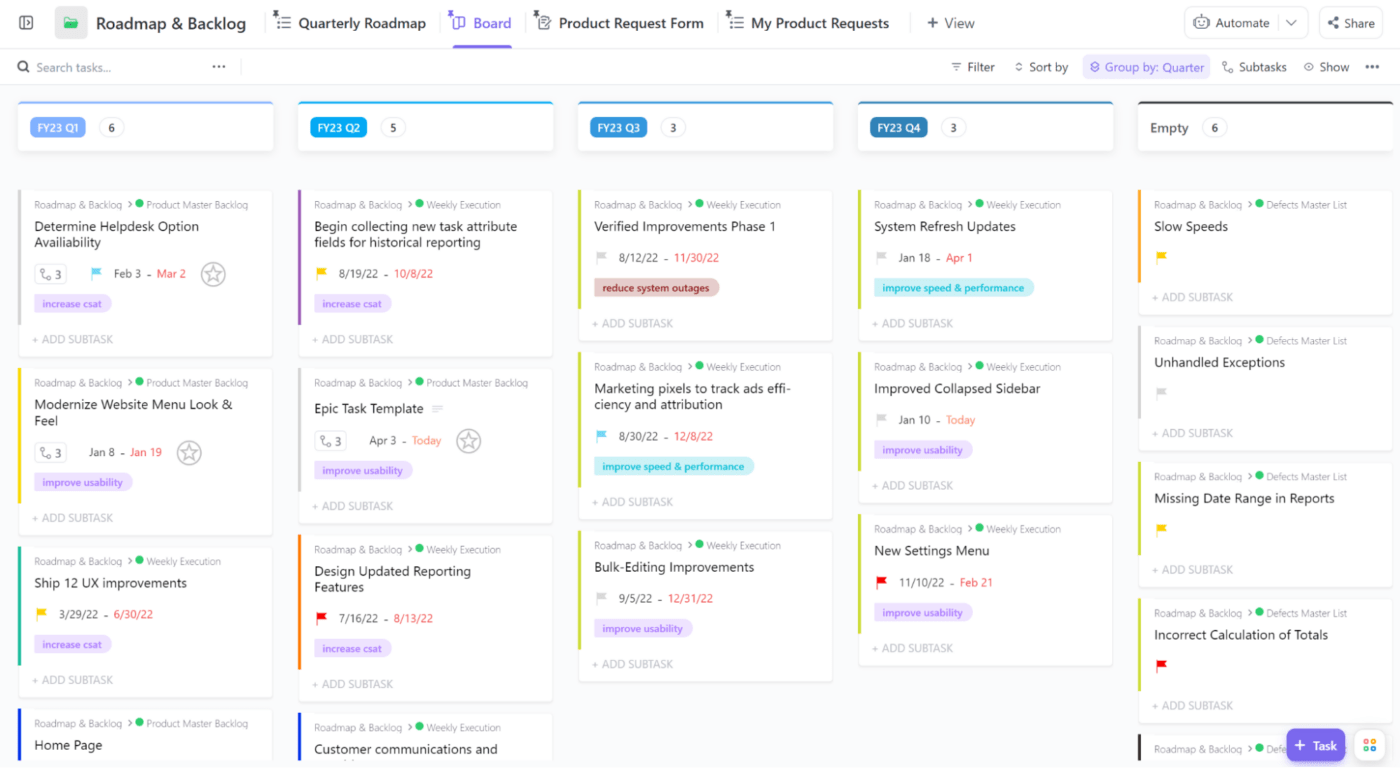 Roadmap & Backlog
Quarterly Roadmap
Board
Product Request Form
My Product Requests
+ View
Automate
Share
Search tasks...
Filter
Sort by
Group by: Quarter
Subtasks
Show
FY23 Q1 6
Roadmap & Backlog > Product Master Backlog
Determine Helpdesk Option
Availiability
3 Feb 3 - Mar 2
increase csat
+ ADD SUBTASK
Roadmap & Backlog > Product Master Backlog
Modernize Website Menu Look &
Feel
3 Jan 8 - Jan 19
improve usability
+ ADD SUBTASK
Roadmap & Backlog > Weekly Execution
Ship 12 UX improvements
3/29/22 - 6/30/22
increase csat
+ ADD SUBTASK
Roadmap & Backlog > Product Master Backlog
Home Page
FY23 Q2 5
Roadmap & Backlog > Weekly Execution
Begin collecting new task attribute
fields for historical reporting
8/19/22 - 10/8/22
increase csat
+ ADD SUBTASK
Roadmap & Backlog > Product Master Backlog
Epic Task Template
3 Apr 3 - Today
improve usability
+ ADD SUBTASK
Roadmap & Backlog > Weekly Execution
Design Updated Reporting
Features
7/16/22 - 8/13/22
increase csat
+ ADD SUBTASK
Roadmap & Backlog > Weekly Execution
Customer communications and
FY23 Q3 3
Roadmap & Backlog > Weekly Execution
Verified Improvements Phase 1
8/12/22 - 11/30/22
reduce system outages
+ ADD SUBTASK
Roadmap & Backlog > Weekly Execution
Marketing pixels to track ads effi-
ciency and attribution
8/30/22 - 12/8/22
improve speed & performance
+ ADD SUBTASK
Roadmap & Backlog > Weekly Execution
Bulk-Editing Improvements
9/5/22 - 12/31/22
improve usability
+ ADD SUBTASK
FY23 Q4 3
Roadmap & Backlog > Weekly Execution
System Refresh Updates
Jan 18 - Apr 1
improve speed & performance
+ ADD SUBTASK
Roadmap & Backlog > Weekly Execution
Improved Collapsed Sidebar
Jan 10 - Today
improve usability
+ ADD SUBTASK
Roadmap & Backlog > Weekly Execution
New Settings Menu
11/10/22 - Feb 21
improve usability
+ ADD SUBTASK
Empty 6
Roadmap & Backlog > Defects Master List
Slow Speeds
+ ADD SUBTASK
Roadmap & Backlog > Defects Master List
Unhandled Exceptions
+ ADD SUBTASK
Roadmap & Backlog > Defects Master List
Missing Date Range in Reports
+ ADD SUBTASK
Roadmap & Backlog > Defects Master List
Incorrect Calculation of Totals
+ ADD SUBTASK
Roadmap & Backlog >
+ Task